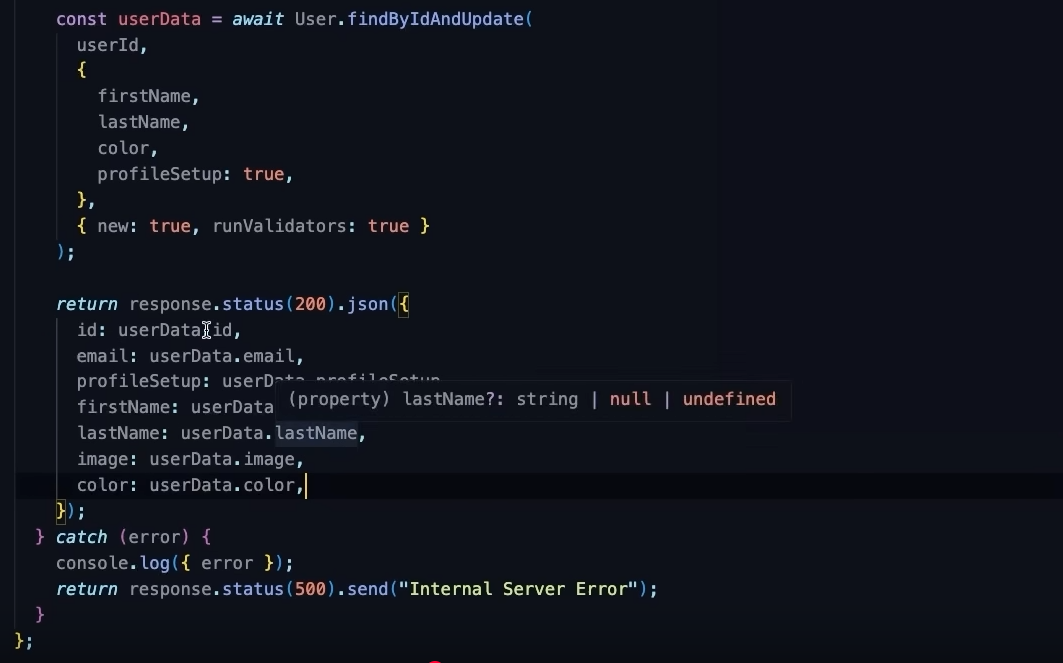 const userData = await User.findByIdAndUpdate(
userId,
{
firstName,
lastName,
color,
profileSetup: true,
},
{ new: true, runValidators: true }
);
return response.status(200).json({
id: userData.id,
email: userData.email,
profileSetup: userData.profileSetup
firstName: userData
(property) lastName?: string | null | undefined
lastName: userData.lastName,
image: userData.image,
color: userData.color,
});
} catch (error) {
console.log({ error });
return response.status(500).send("Internal Server Error");
}
};